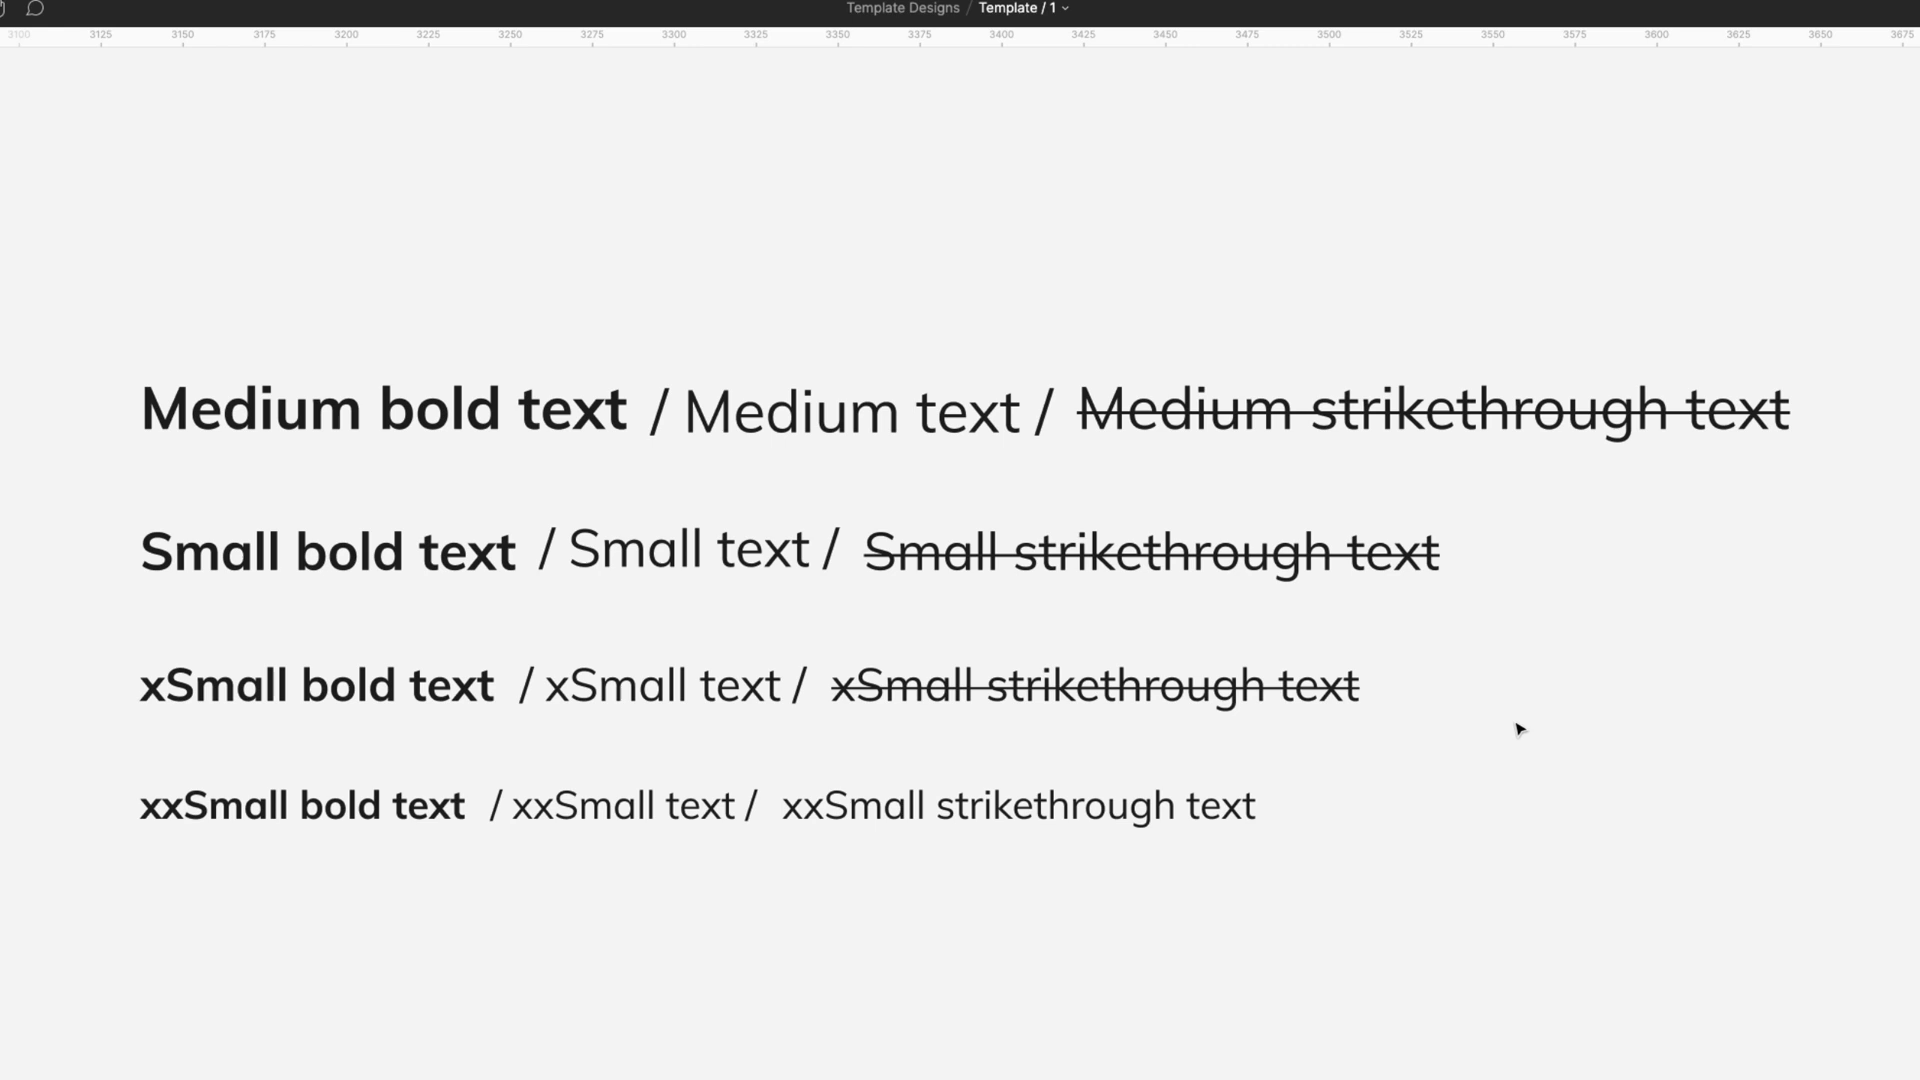 Template Designs / Template / 1
3100 3125 3150 3175 3200 3225 3250 3275 3300 3325 3350 3375 3400 3425 3450 3475 3500 3525 3550 3575 3600 3625 3650 3675
Medium bold text / Medium text / Medium strikethrough text
Small bold text / Small text / Small strikethrough text
xSmall bold text / xSmall text / xSmall strikethrough text
xxSmall bold text / xxSmall text / xxSmall strikethrough text